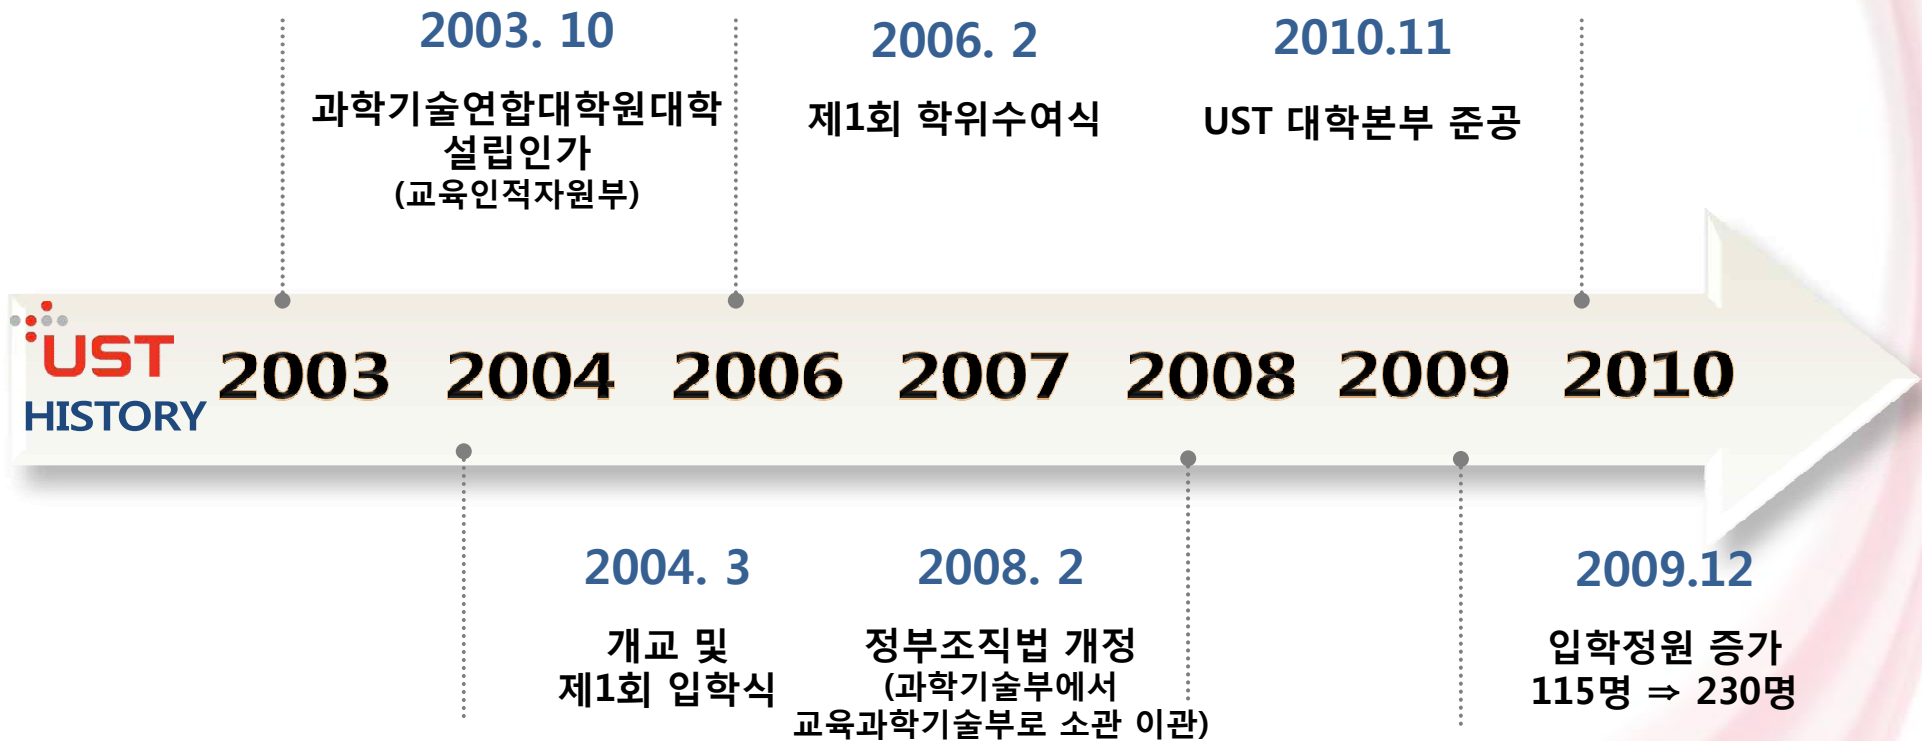 2003. 10
과학기술연합대학원대학
설립인가
(교육인적자원부)
2006. 2
제1회 학위수여식
2010.11
UST 대학본부 준공
UST
HISTORY
2003 2004 2006 2007 2008 2009 2010
2004. 3
개교 및
제1회 입학식
2008. 2
정부조직법 개정
(과학기술부에서
교육과학기술부로 소관 이관)
2009.12
입학정원 증가
115명 ⇒ 230명